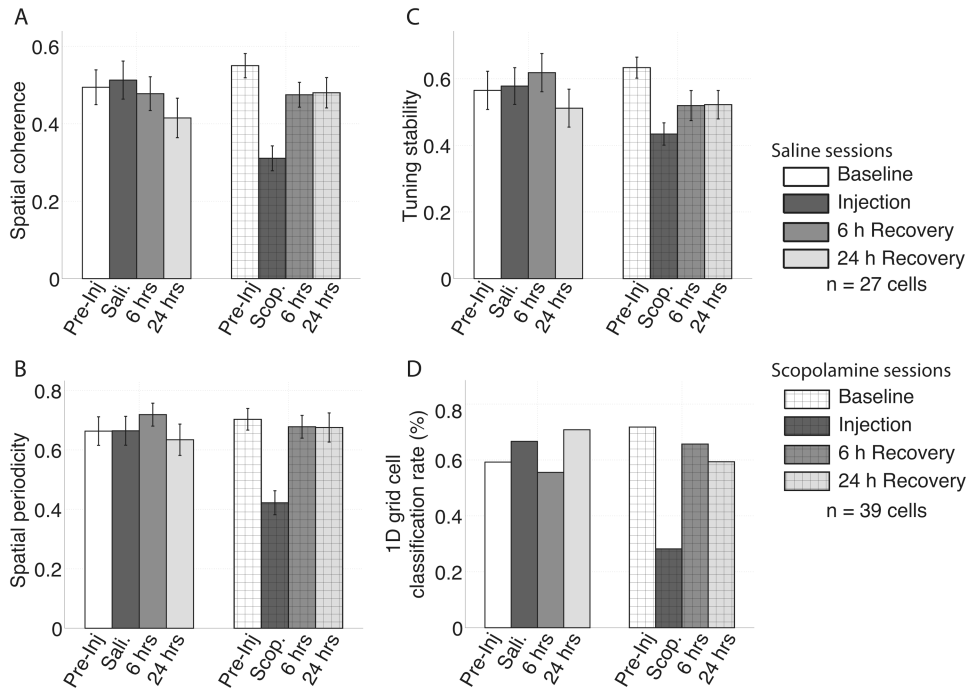 A
Spatial coherence
0.6
0.4
0.2
0
Pre-Inj
Sali.
6 hrs
24 hrs
Pre-Inj
Scop.
6 hrs
24 hrs
C
Tuning stability
0.6
0.4
0.2
0
Pre-Inj
Sali.
6 hrs
24 hrs
Pre-Inj
Scop.
6 hrs
24 hrs
Saline sessions
Baseline
Injection
6 h Recovery
24 h Recovery
n = 27 cells
B
Spatial periodicity
0.8
0.6
0.4
0.2
0
Pre-Inj
Sali.
6 hrs
24 hrs
Pre-Inj
Scop.
6 hrs
24 hrs
D
1D grid cell
classification rate (%)
0.8
0.6
0.4
0.2
0
Pre-Inj
Sali.
6 hrs
24 hrs
Pre-Inj
Scop.
6 hrs
24 hrs
Scopolamine sessions
Baseline
Injection
6 h Recovery
24 h Recovery
n = 39 cells